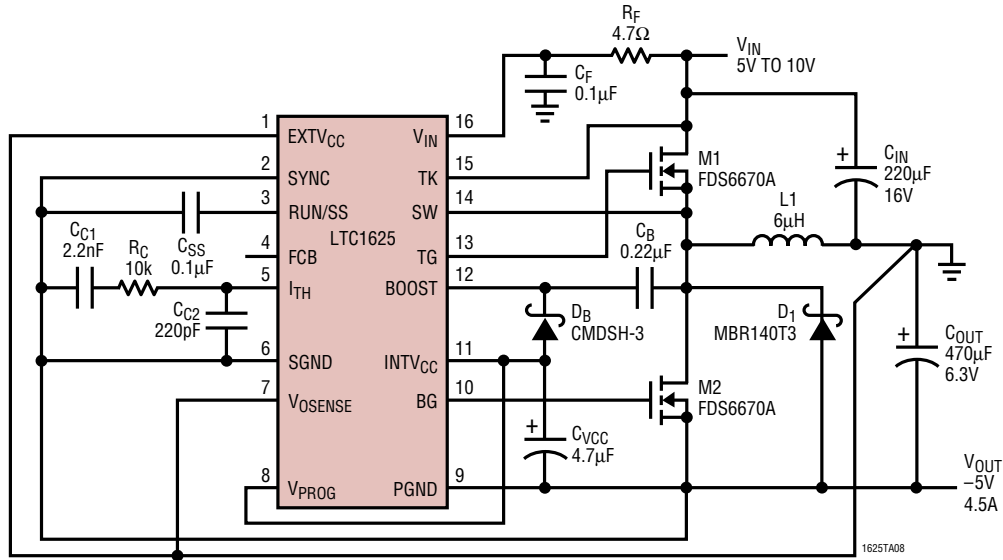 R_F
4.7Ω
V_IN
5V TO 10V
C_F
0.1µF
1 EXTV_CC
V_IN 16
2 SYNC
TK 15
3 RUN/SS
SW 14
LTC1625
4 FCB
TG 13
5 I_TH
BOOST 12
6 SGND
INTV_CC 11
7 V_OSENSE
BG 10
8 V_PROG
PGND 9
M1
FDS6670A
C_IN
220µF
16V
+
L1
6µH
C_B
0.22µF
C_C1
2.2nF
R_C
10k
C_SS
0.1µF
C_C2
220pF
D_B
CMDSH-3
D_1
MBR140T3
C_OUT
470µF
6.3V
+
M2
FDS6670A
+
C_VCC
4.7µF
V_OUT
–5V
4.5A
1625TA08